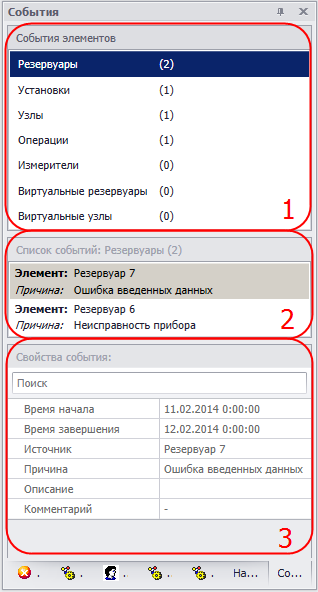 События
События элементов
Резервуары (2)
Установки (1)
Узлы (1)
Операции (1)
Измерители (0)
Виртуальные резервуары (0)
Виртуальные узлы (0)
1
Список событий: Резервуары (2)
Элемент: Резервуар 7
Причина: Ошибка введенных данных
Элемент: Резервуар 6
Причина: Неисправность прибора
2
Свойства события:
Поиск
Время начала 11.02.2014 0:00:00
Время завершения 12.02.2014 0:00:00
Источник Резервуар 7
Причина Ошибка введенных данных
Описание
Комментарий -
3
. . . . . На... Со...